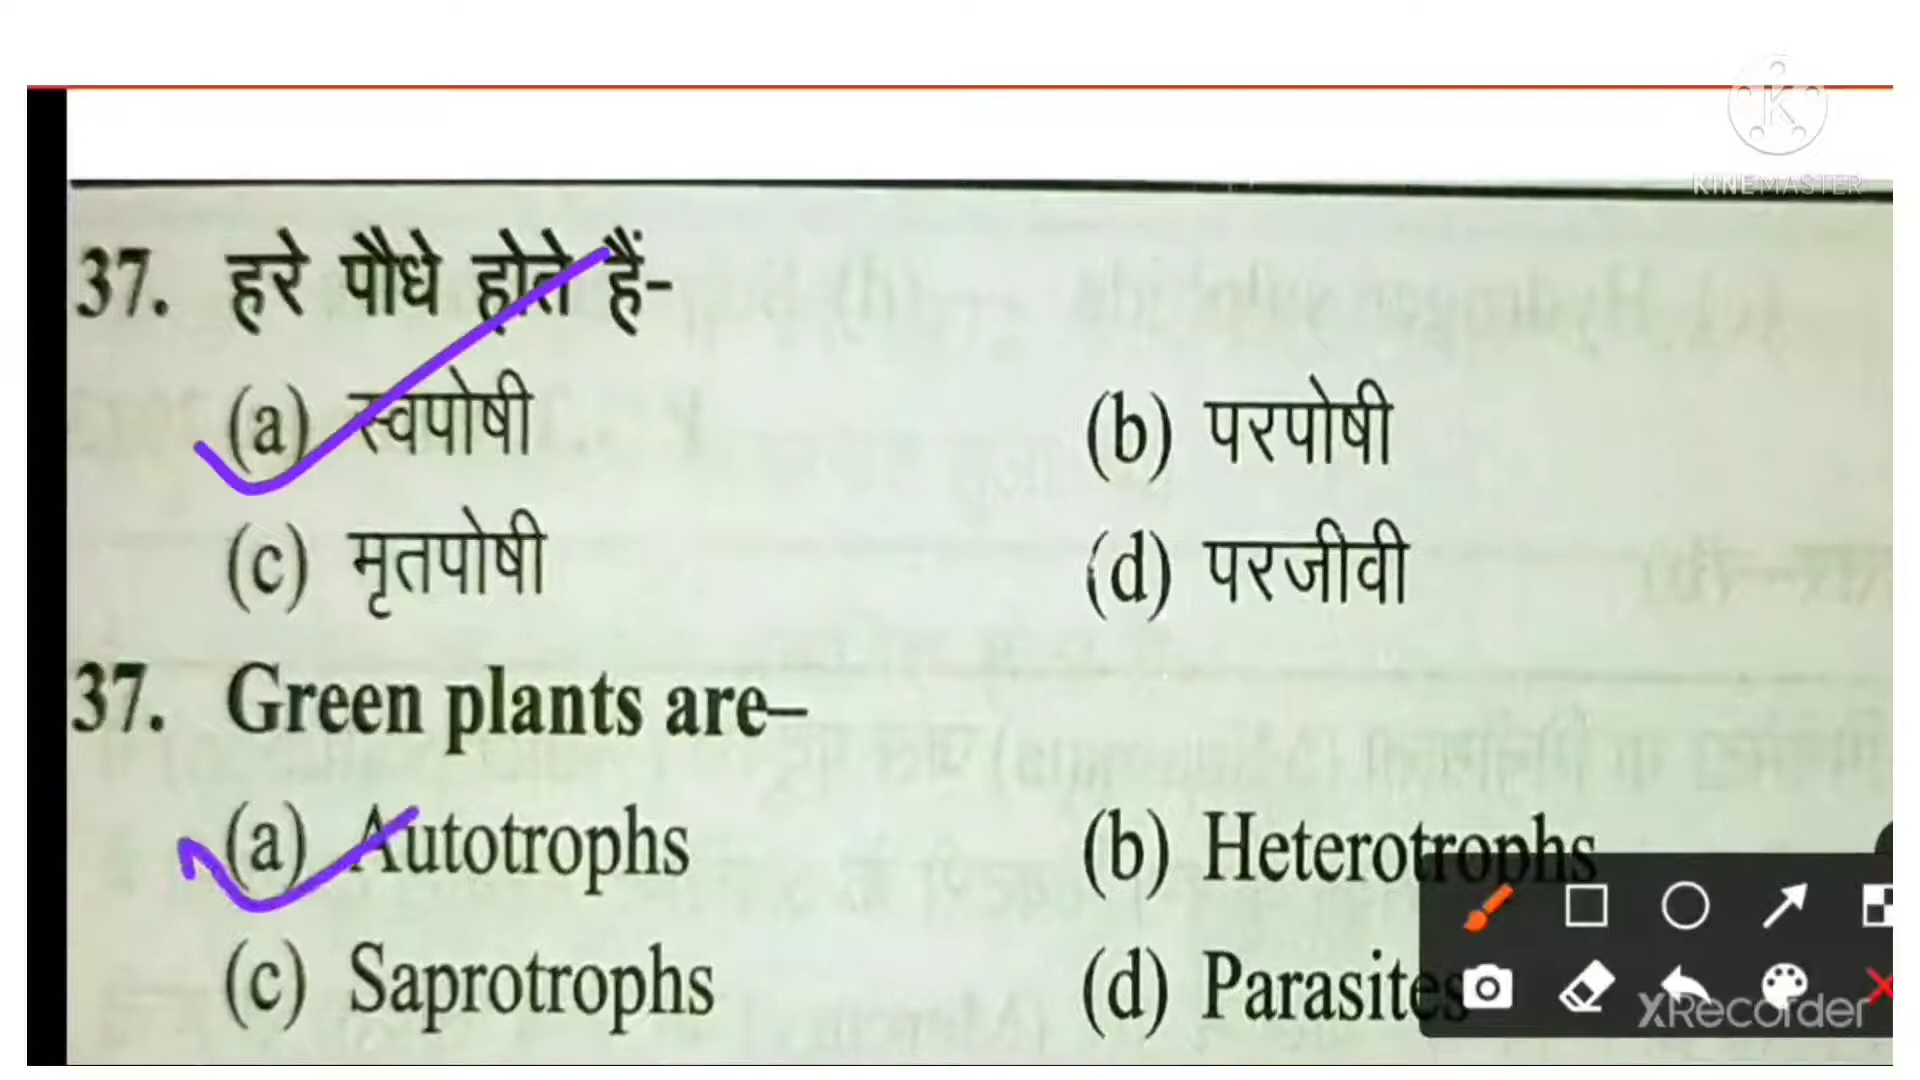 KINEMASTER
37. हरे पौधे होते हैं-
(a) स्वपोषी (b) परपोषी
(c) मृतपोषी (d) परजीवी
37. Green plants are–
(a) Autotrophs (b) Heterotrophs
(c) Saprotrophs (d) Parasites
XRecorder